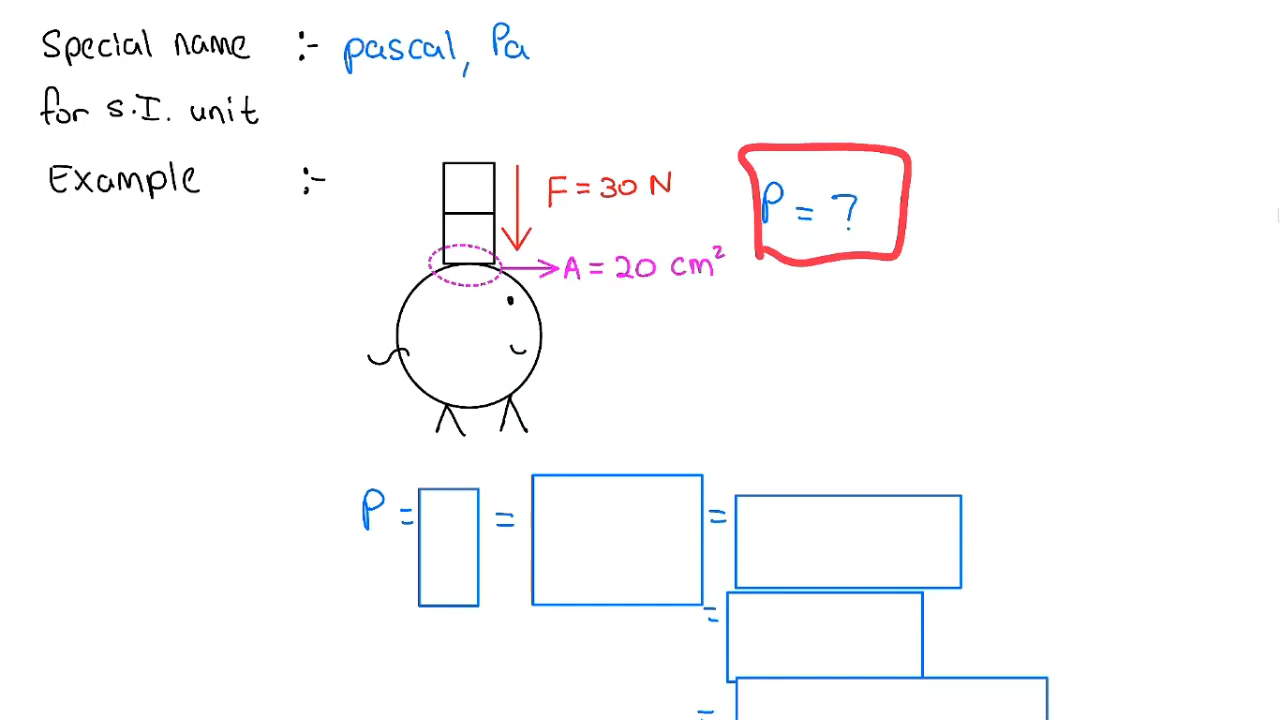 Special name :- pascal, Pa
for S.I. unit
Example :-
F = 30 N
P = ?
A = 20 cm²
P = = =
=
=